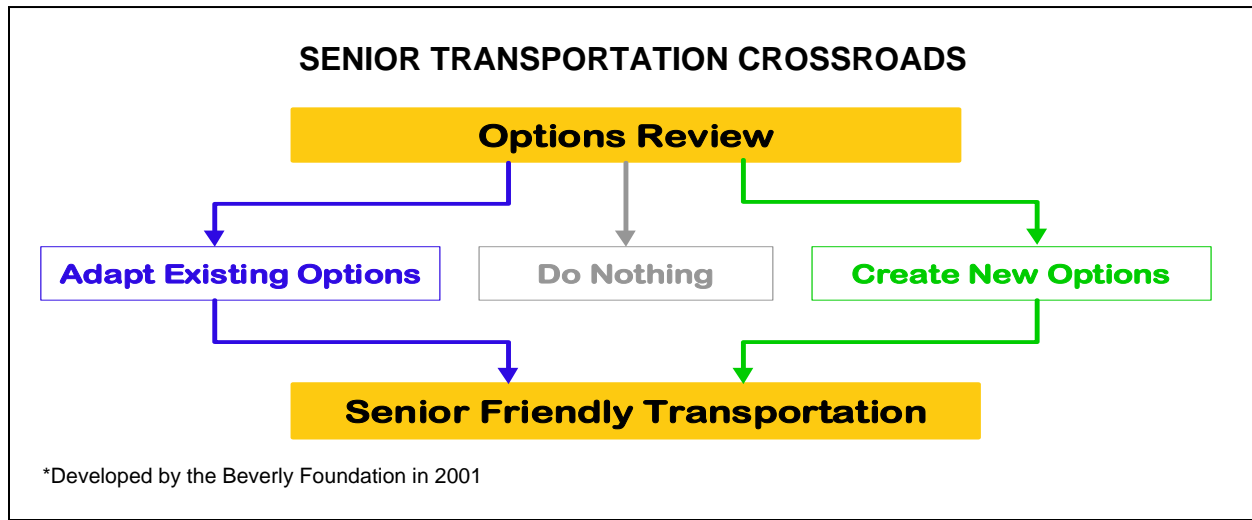 SENIOR TRANSPORTATION CROSSROADS
Options Review
Adapt Existing Options
Do Nothing
Create New Options
Senior Friendly Transportation
*Developed by the Beverly Foundation in 2001